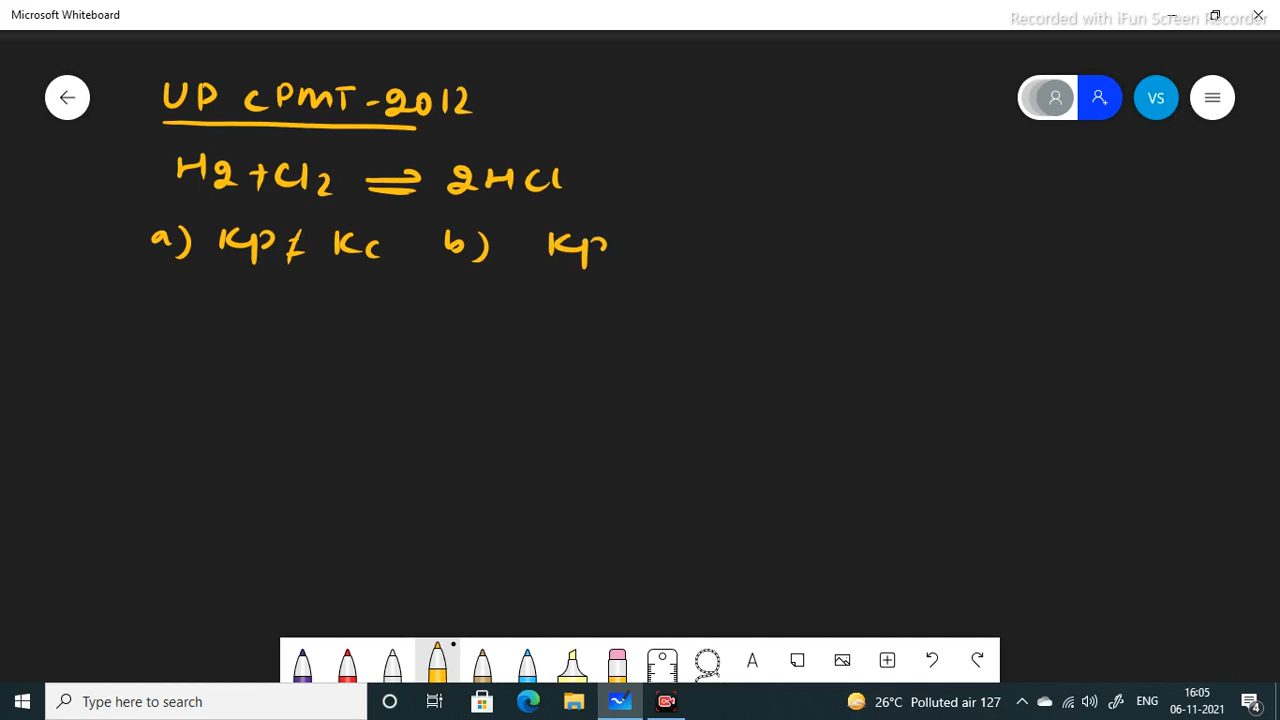 Microsoft Whiteboard
Recorded with iFun Screen Recorder
UP CPMT-2012
VS
H2 + Cl2 ⇌ 2HCl
a) Kp ≠ Kc b) Kp
A
Type here to search
26°C Polluted air 127
ENG
16:05
06-11-2021
4